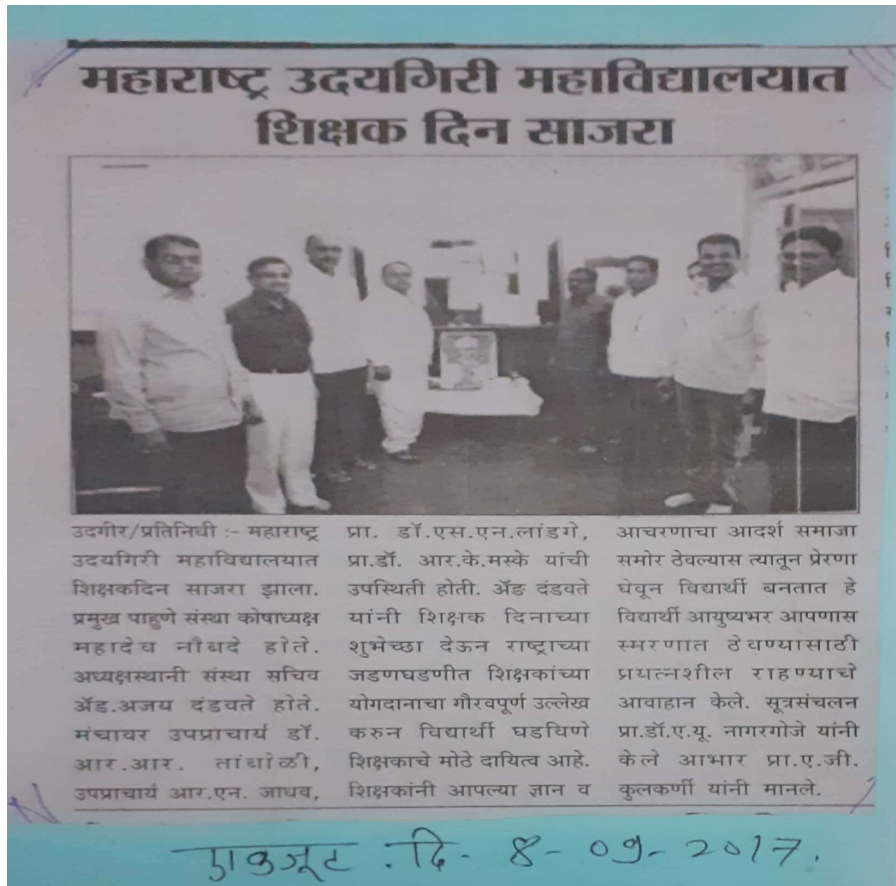 महाराष्ट्र उदयगिरी महाविद्यालयात
शिक्षक दिन साजरा
उदगीर/प्रतिनिधी :- महाराष्ट्र
उदयगिरी महाविद्यालयात
शिक्षकदिन साजरा झाला.
प्रमुख पाहुणे संस्था कोषाध्यक्ष
महादेव नौबदे होते.
अध्यक्षस्थानी संस्था सचिव
ॲड.अजय दंडवते होते.
मंचावर उपप्राचार्य डॉ.
आर.आर. तांबोळी,
उपप्राचार्य आर.एन. जाधव,
प्रा. डॉ.एस.एन.लांडगे,
प्रा.डॉ. आर.के.मस्के यांची
उपस्थिती होती. ॲड दंडवते
यांनी शिक्षक दिनाच्या
शुभेच्छा देऊन राष्ट्राच्या
जडणघडणीत शिक्षकांच्या
योगदानाचा गौरवपूर्ण उल्लेख
करुन विद्यार्थी घडविणे
शिक्षकाचे मोठे दायित्व आहे.
शिक्षकांनी आपल्या ज्ञान व
आचरणाचा आदर्श समाजा
समोर ठेवल्यास त्यातून प्रेरणा
घेवून विद्यार्थी बनतात हे
विद्यार्थी आयुष्यभर आपणास
स्मरणात ठेवण्यासाठी
प्रयत्नशील राहण्याचे
आवाहान केले. सूत्रसंचलन
प्रा.डॉ.ए.यू. नागरगोजे यांनी
केले आभार प्रा.ए.जी.
कुलकर्णी यांनी मानले.
एकजूट. दि. 8-09-2017.